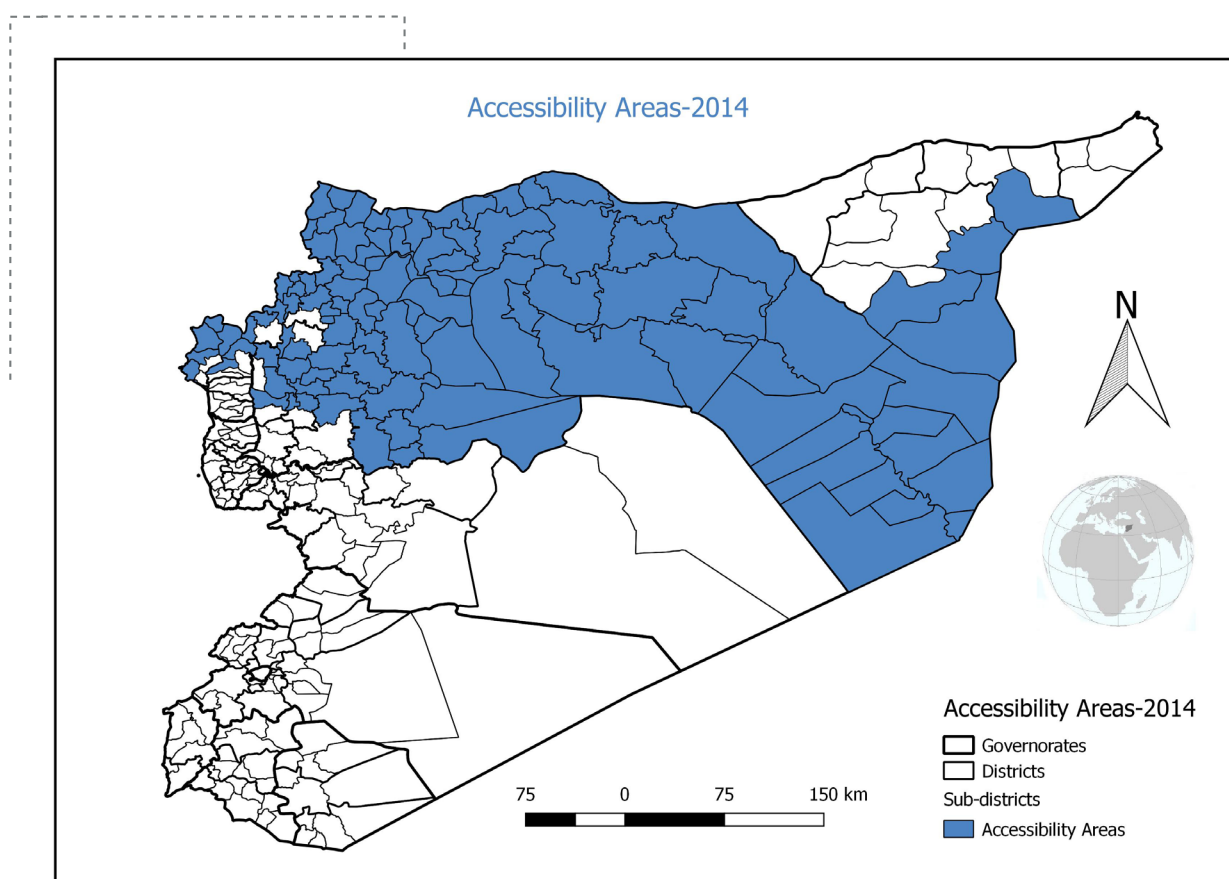 Accessibility Areas-2014
N
Accessibility Areas-2014
Governorates
Districts
Sub-districts
Accessibility Areas
75 0 75 150 km